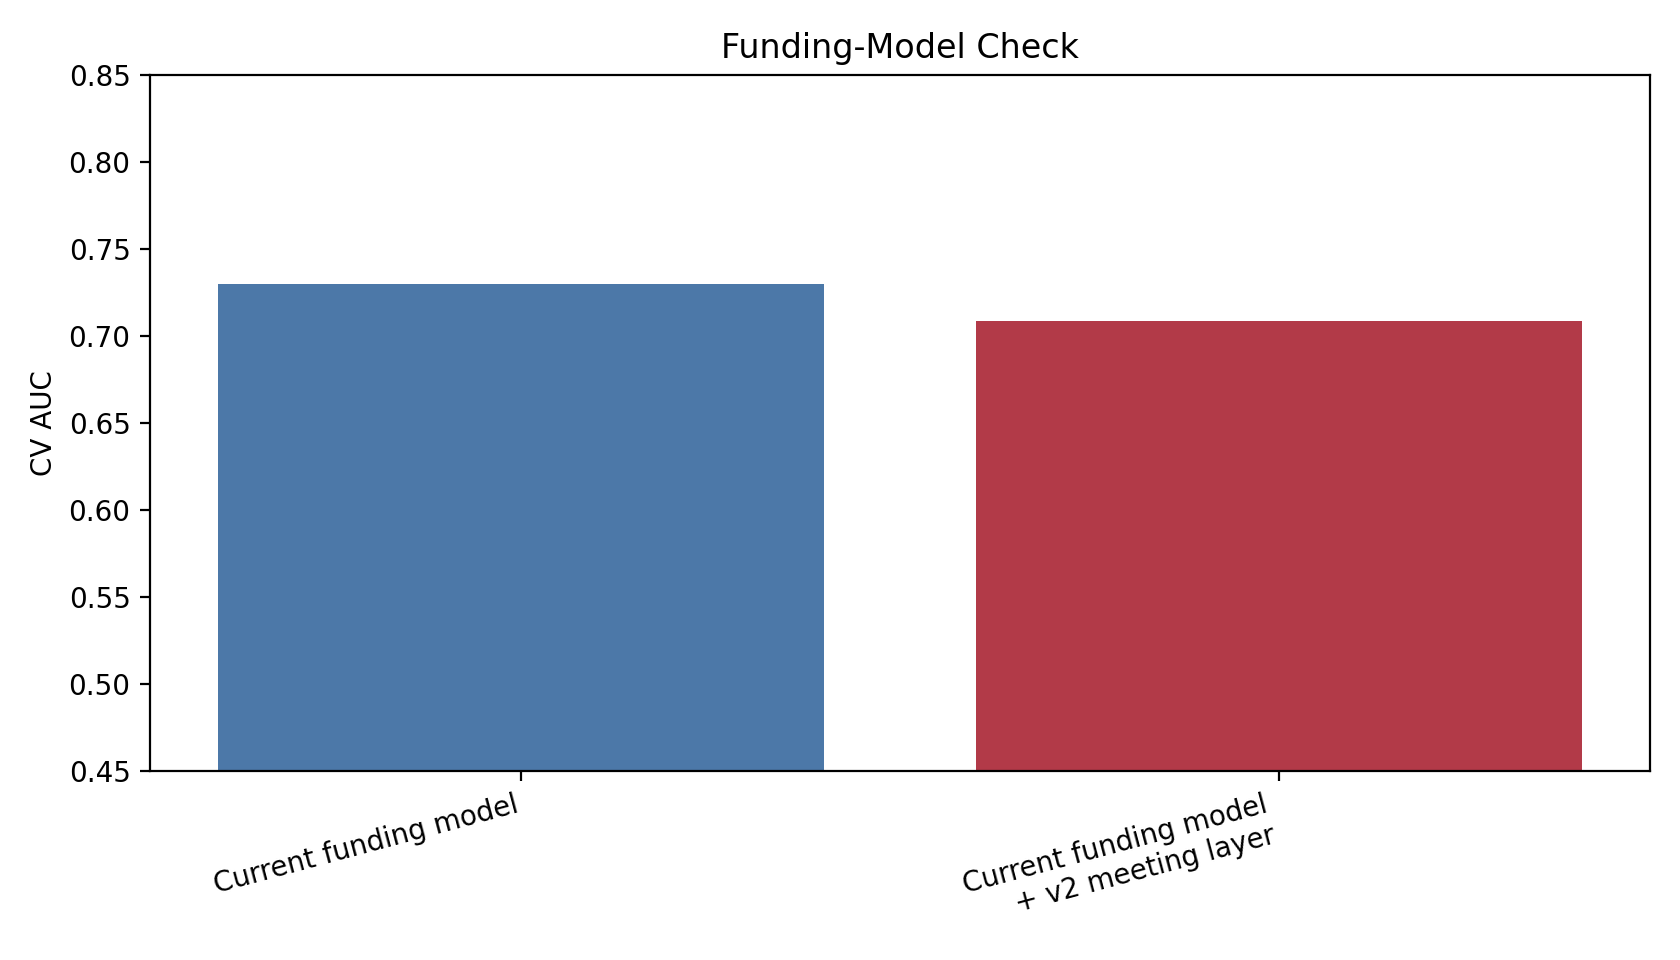 Funding-Model Check
0.85
0.80
0.75
0.70
0.65
0.60
0.55
0.50
0.45
CV AUC
Current funding model
Current funding model
+ v2 meeting layer